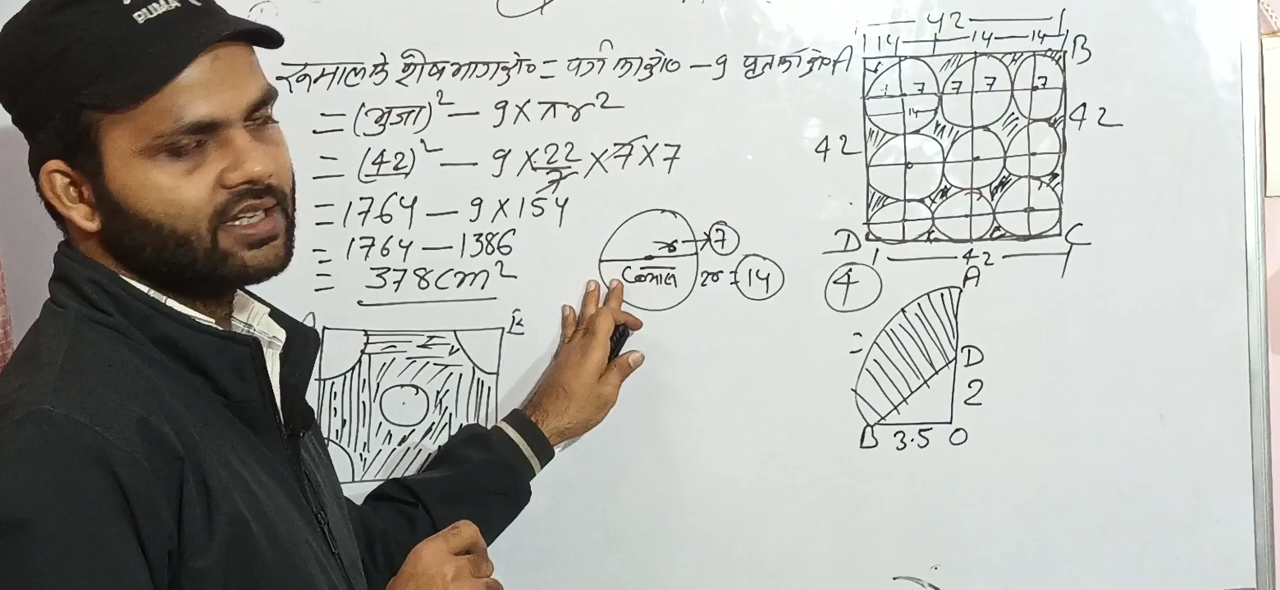 PUMA
रूमाल के शेष भाग क्षे० = वर्ग का क्षे० - 9 वृत का क्षे०
= (भुजा)² - 9 × πr²
= (42)² - 9 × 22/7 × 7 × 7
= 1764 - 9 × 154
= 1764 - 1386
= 378 cm²
r → 7
2r = 14
B
42
14 14 14
A B
7 7 7 7
14
42 42
D C
42
4
A
=
D
2
B 3.5 O